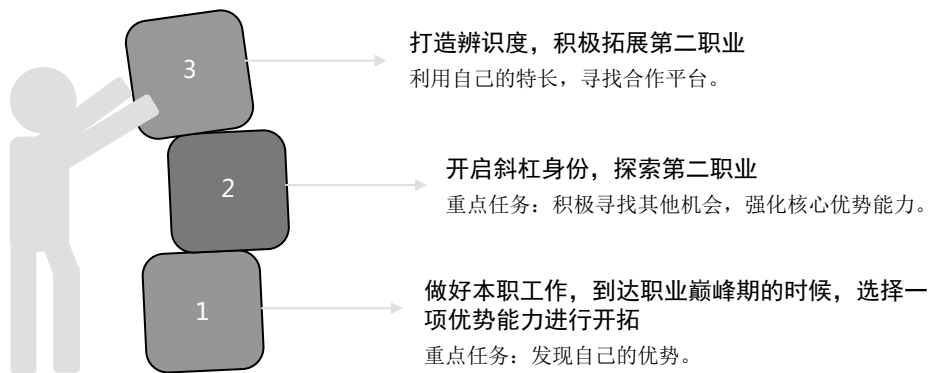 3
打造辨识度，积极拓展第二职业
利用自己的特长，寻找合作平台。
2
开启斜杠身份，探索第二职业
重点任务：积极寻找其他机会，强化核心优势能力。
1
做好本职工作，到达职业巅峰期的时候，选择一
项优势能力进行开拓
重点任务：发现自己的优势。